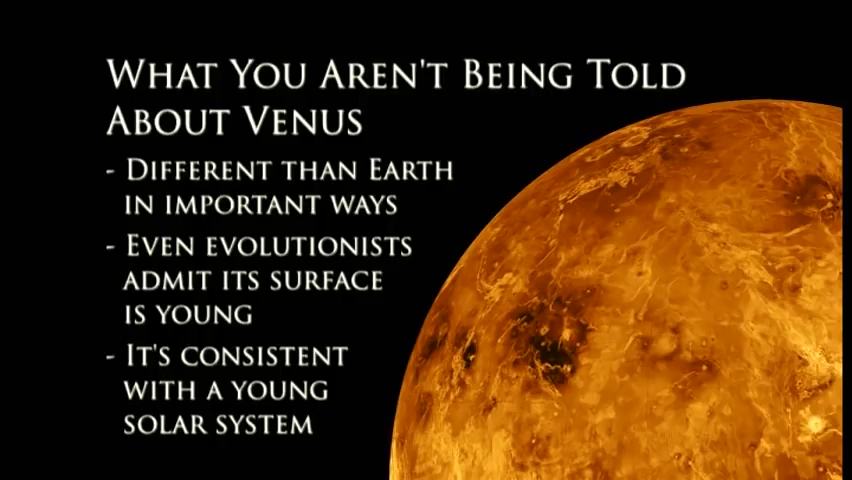 What You Aren't Being Told
About Venus
- Different than Earth
in important ways
- Even evolutionists
admit its surface
is young
- It's consistent
with a young
solar system